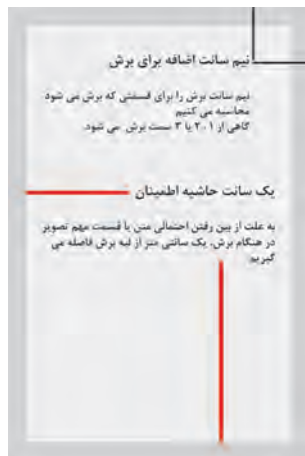 نیم سانت اضافه برای برش
نیم سانت برش را برای قسمتی که برش می شود
محاسبه می کنیم
گاهی از ۱ ، ۲ یا ۳ سمت برش می شود.
یک سانت حاشیه اطمینان
به علت از بین رفتن احتمالی متن یا قسمت مهم تصویر
در هنگام برش، یک سانتی متر از لبه برش فاصله می
گیریم